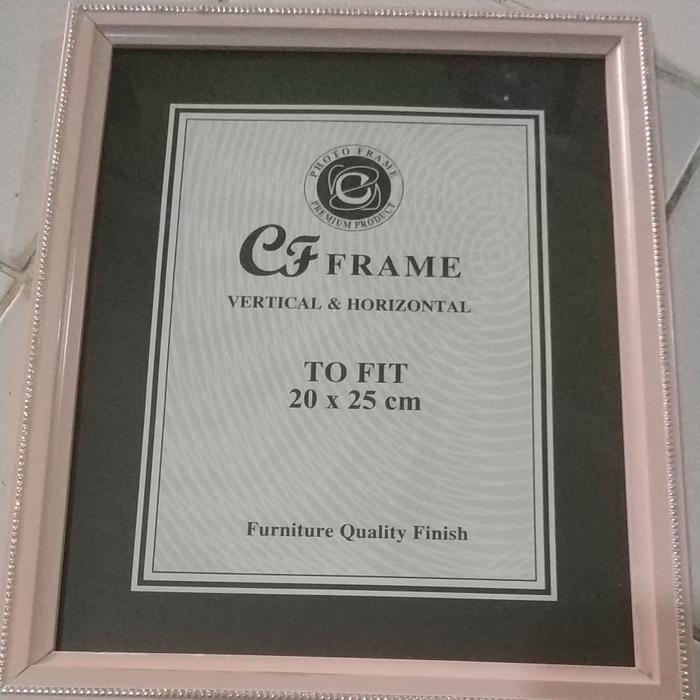 PHOTO FRAME
PREMIUM PRODUCT
CF FRAME
VERTICAL & HORIZONTAL
TO FIT
20 x 25 cm
Furniture Quality Finish